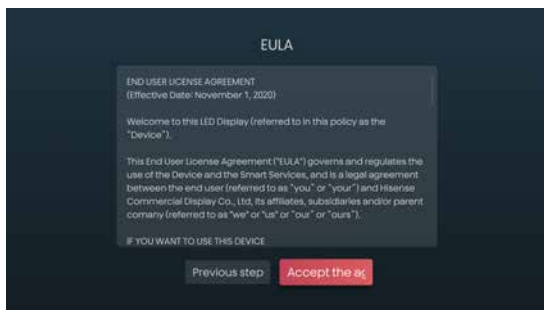 EULA
END USER LICENSE AGREEMENT
(Effective Date: November 1, 2020)
Welcome to this LED Display (referred to in this policy as the
"Device").
This End User License Agreement ("EULA") governs and regulates the
use of the Device and the Smart Services, and is a legal agreement
between the end user (referred to as "you" or "your") and Hisense
Commercial Display Co., Ltd, its affiliates, subsidiaries and/or parent
comany (referred to as "we" or "us" or "our" or "ours").
IF YOU WANT TO USE THIS DEVICE
Previous step
Accept the ag